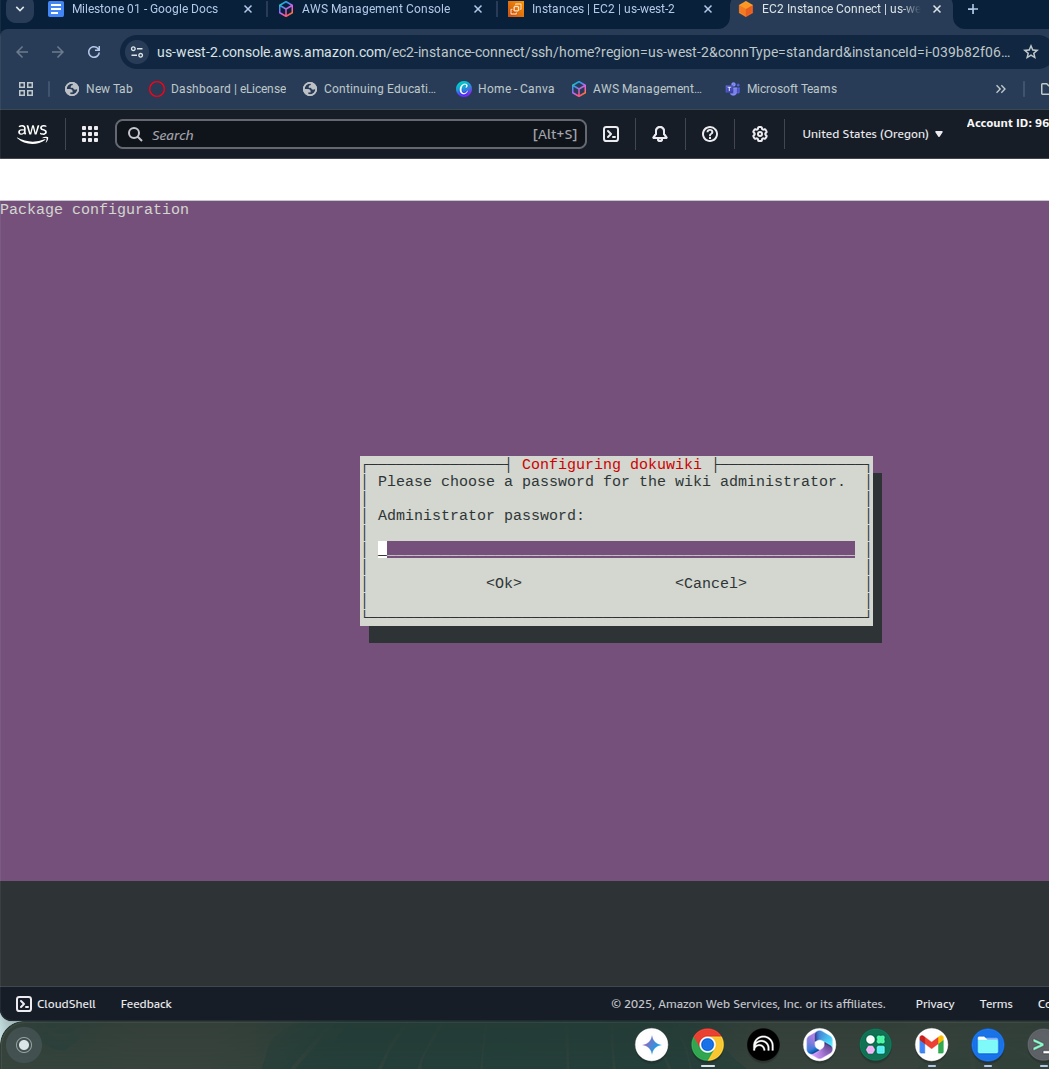 Milestone 01 - Google Docs
AWS Management Console
Instances | EC2 | us-west-2
EC2 Instance Connect | us-we
us-west-2.console.aws.amazon.com/ec2-instance-connect/ssh/home?region=us-west-2&connType=standard&instanceId=i-039b82f06...
New Tab
Dashboard | eLicense
Continuing Educati...
Home - Canva
AWS Management...
Microsoft Teams
aws
Search
[Alt+S]
United States (Oregon)
Account ID: 96
Package configuration
Configuring dokuwiki
Please choose a password for the wiki administrator.
Administrator password:
<Ok>
<Cancel>
CloudShell
Feedback
© 2025, Amazon Web Services, Inc. or its affiliates.
Privacy
Terms
Co